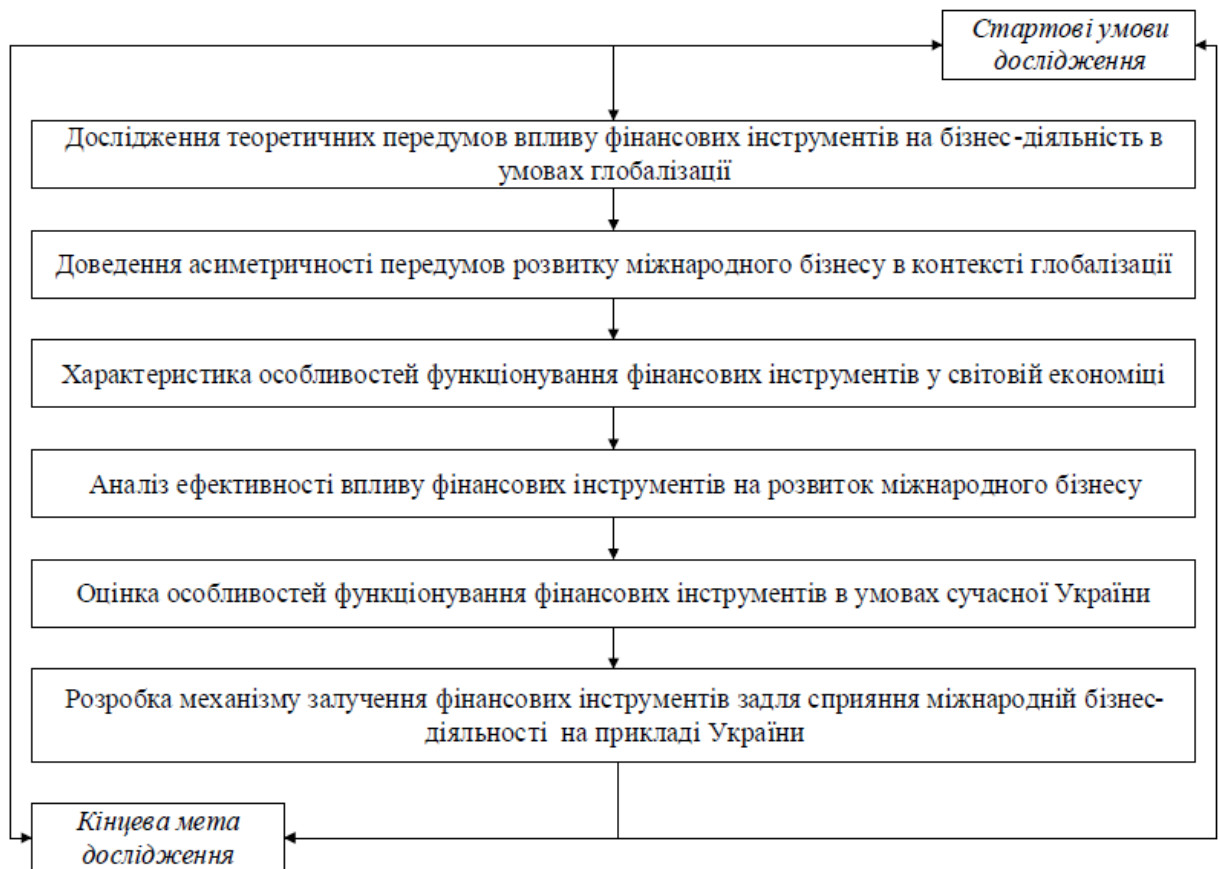 Стартові умови
дослідження
Дослідження теоретичних передумов впливу фінансових інструментів на бізнес-діяльність в
умовах глобалізації
Доведення асиметричності передумов розвитку міжнародного бізнесу в контексті глобалізації
Характеристика особливостей функціонування фінансових інструментів у світовій економіці
Аналіз ефективності впливу фінансових інструментів на розвиток міжнародного бізнесу
Оцінка особливостей функціонування фінансових інструментів в умовах сучасної України
Розробка механізму залучення фінансових інструментів задля сприяння міжнародній бізнес-
діяльності на прикладі України
Кінцева мета
дослідження